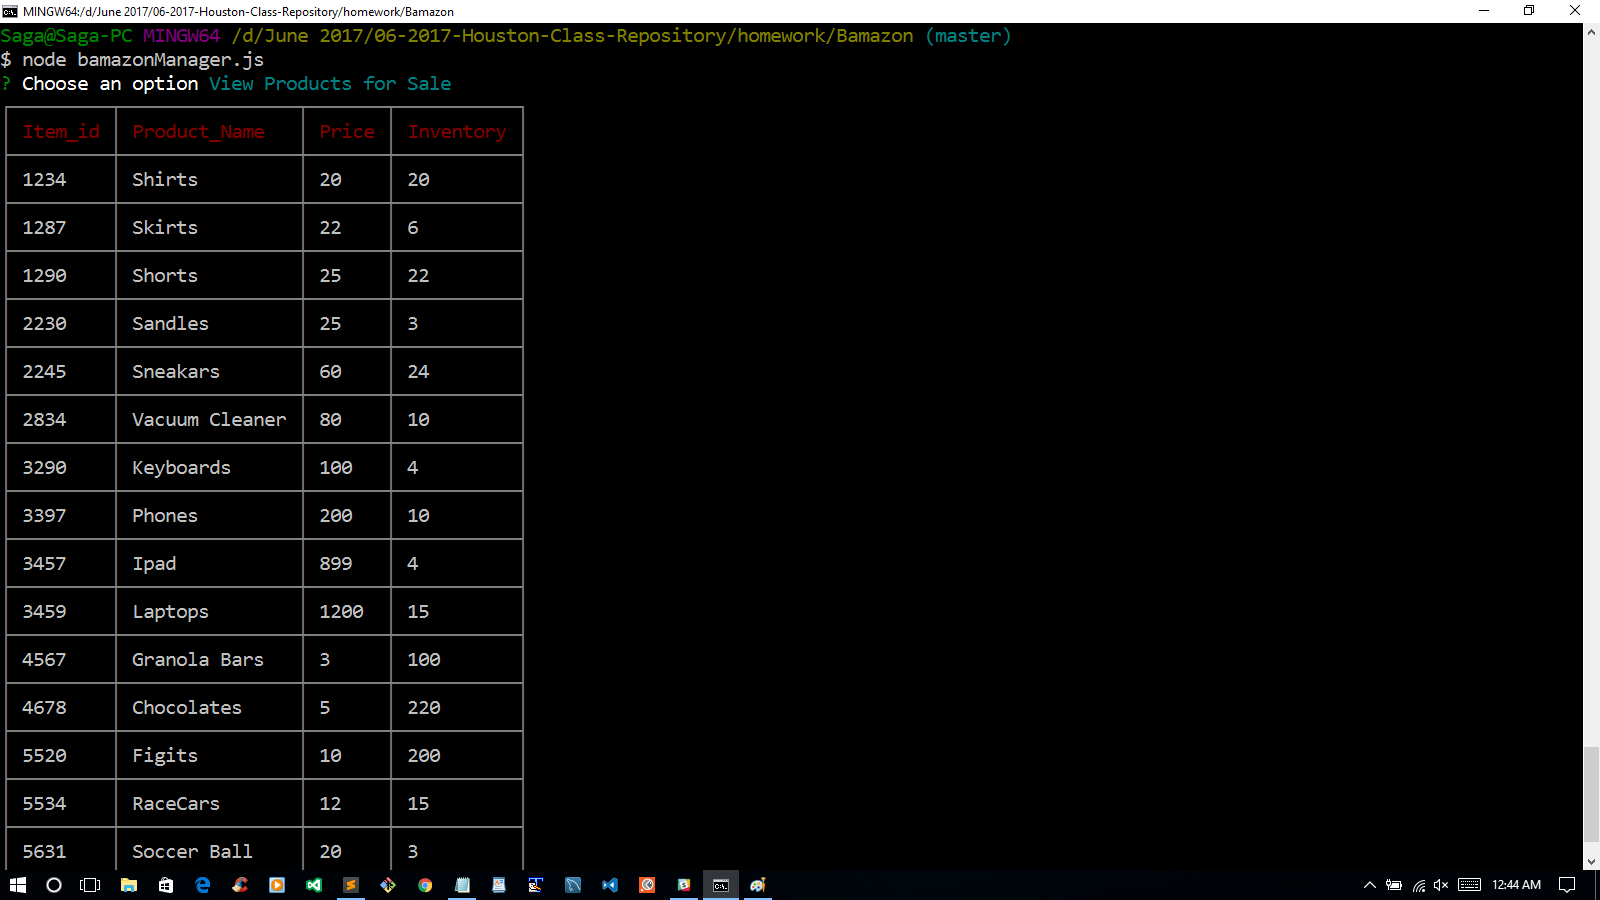 MINGW64:/d/June 2017/06-2017-Houston-Class-Repository/homework/Bamazon
Saga@Saga-PC MINGW64 /d/June 2017/06-2017-Houston-Class-Repository/homework/Bamazon (master)
$ node bamazonManager.js
? Choose an option View Products for Sale
Item_id Product_Name Price Inventory
1234 Shirts 20 20
1287 Skirts 22 6
1290 Shorts 25 22
2230 Sandles 25 3
2245 Sneakars 60 24
2834 Vacuum Cleaner 80 10
3290 Keyboards 100 4
3397 Phones 200 10
3457 Ipad 899 4
3459 Laptops 1200 15
4567 Granola Bars 3 100
4678 Chocolates 5 220
5520 Figits 10 200
5534 RaceCars 12 15
5631 Soccer Ball 20 3
12:44 AM